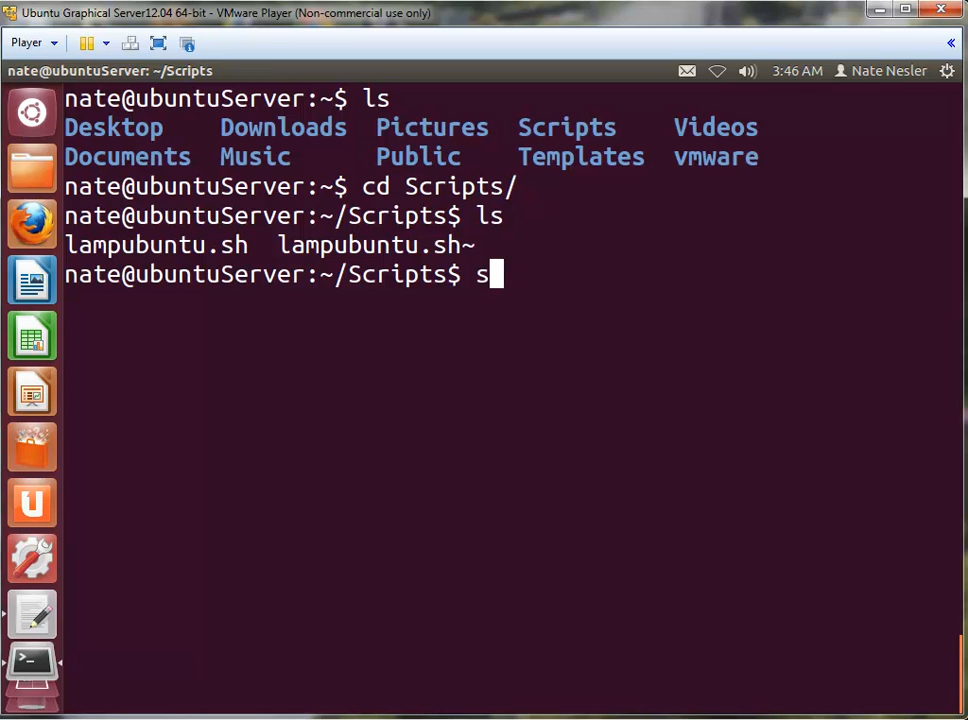 Ubuntu Graphical Server12.04 64-bit - VMware Player (Non-commercial use only)
Player
nate@ubuntuServer: ~/Scripts 3:46 AM Nate Nesler
nate@ubuntuServer:~$ ls
Desktop Downloads Pictures Scripts Videos
Documents Music Public Templates vmware
nate@ubuntuServer:~$ cd Scripts/
nate@ubuntuServer:~/Scripts$ ls
lampubuntu.sh lampubuntu.sh~
nate@ubuntuServer:~/Scripts$ s